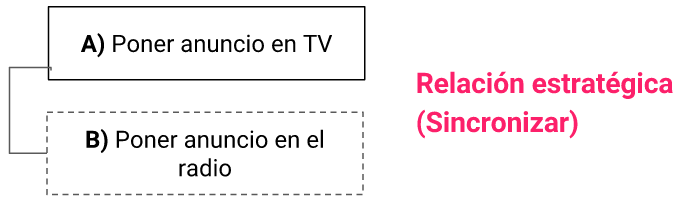 A) Poner anuncio en TV
B) Poner anuncio en el
radio
Relación estratégica
(Sincronizar)